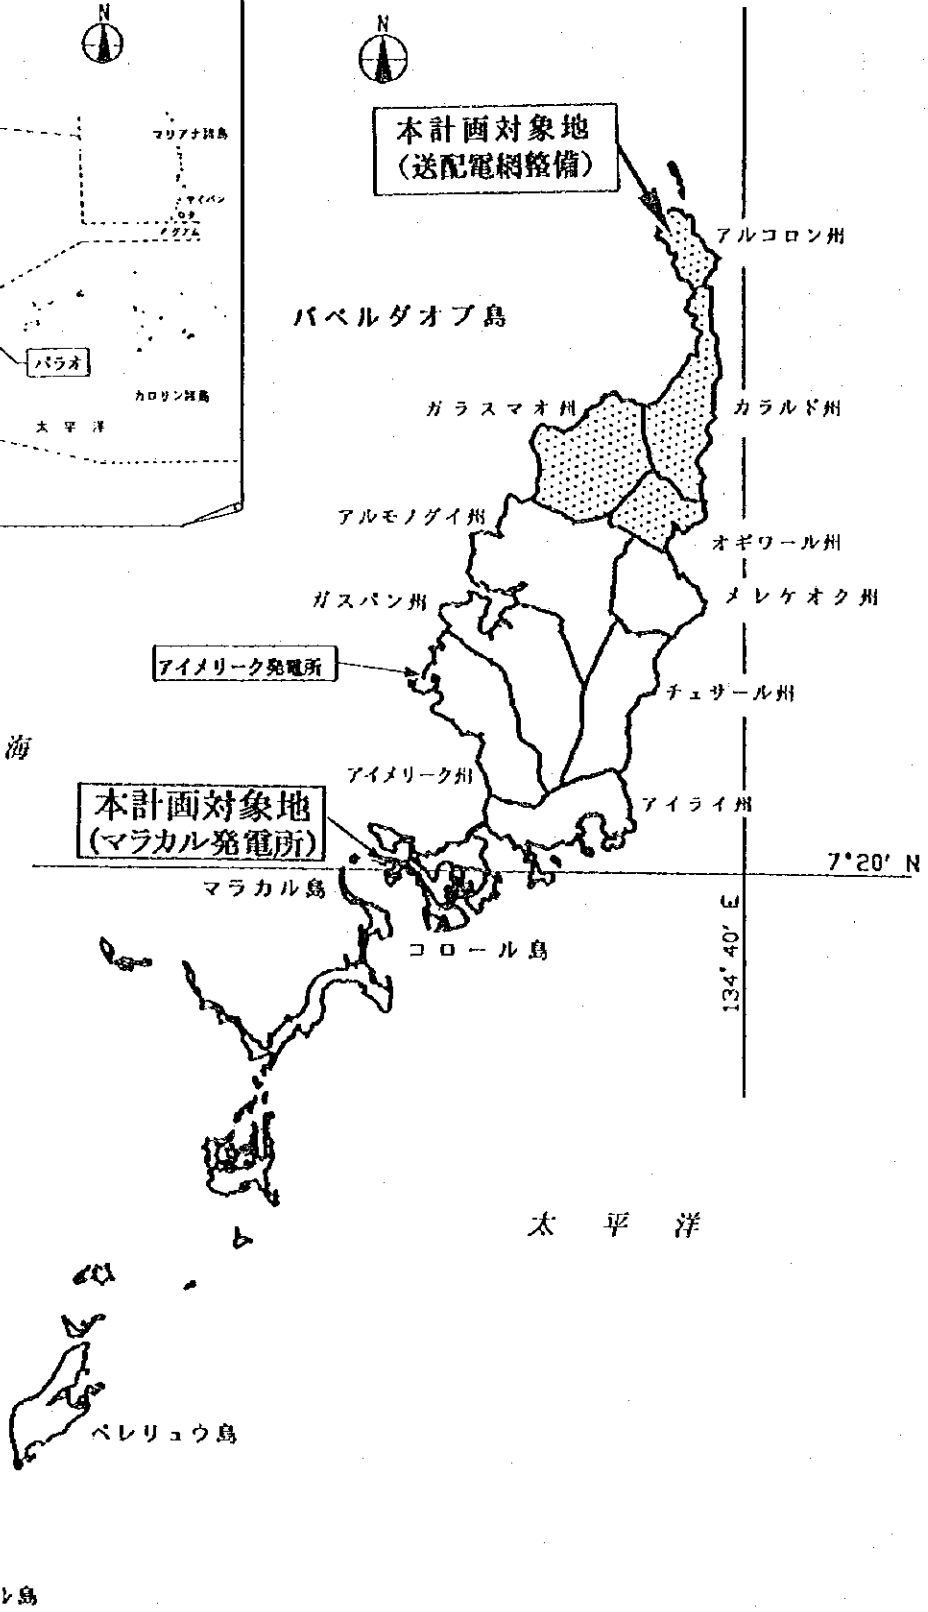 N
マリアナ諸島
サイパン
ロタ
グアム
パラオ
カロリン諸島
太平洋
N
本計画対象地
(送配電網整備)
アルコロン州
バベルダオブ島
ガラスマオ州
カラルド州
アルモノグイ州
オギワール州
ガスパン州
メレケオク州
アイメリーク発電所
チェサール州
海
アイメリーク州
本計画対象地
(マラカル発電所)
アイライ州
7°20′ N
マラカル島
134°40′ E
コロール島
太平洋
ペレリュウ島
ル島